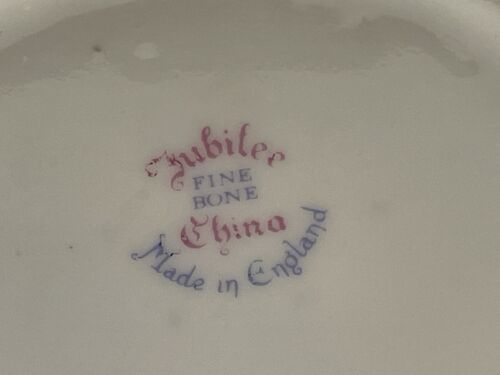 Jubilee
FINE
BONE
China
Made in England